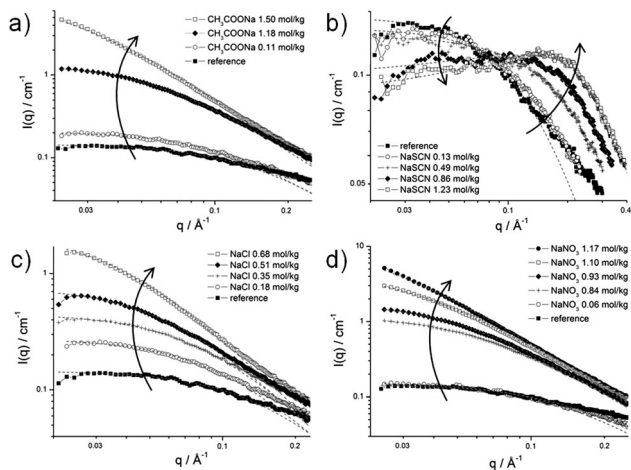 a)
CH₃COONa 1.50 mol/kg
CH₃COONa 1.18 mol/kg
CH₃COONa 0.11 mol/kg
reference
I(q) / cm⁻¹
1
0.1
0.03
0.1
0.2
q / Å⁻¹
b)
I(q) / cm⁻¹
0.1
0.05
reference
NaSCN 0.13 mol/kg
NaSCN 0.49 mol/kg
NaSCN 0.86 mol/kg
NaSCN 1.23 mol/kg
0.03
0.1
0.4
q / Å⁻¹
c)
NaCl 0.68 mol/kg
NaCl 0.51 mol/kg
NaCl 0.35 mol/kg
NaCl 0.18 mol/kg
reference
I(q) / cm⁻¹
1
0.1
0.03
0.1
0.2
q / Å⁻¹
d)
NaNO₃ 1.17 mol/kg
NaNO₃ 1.10 mol/kg
NaNO₃ 0.93 mol/kg
NaNO₃ 0.84 mol/kg
NaNO₃ 0.06 mol/kg
reference
I(q) / cm⁻¹
10
1
0.1
0.03
0.1
0.2
q / Å⁻¹